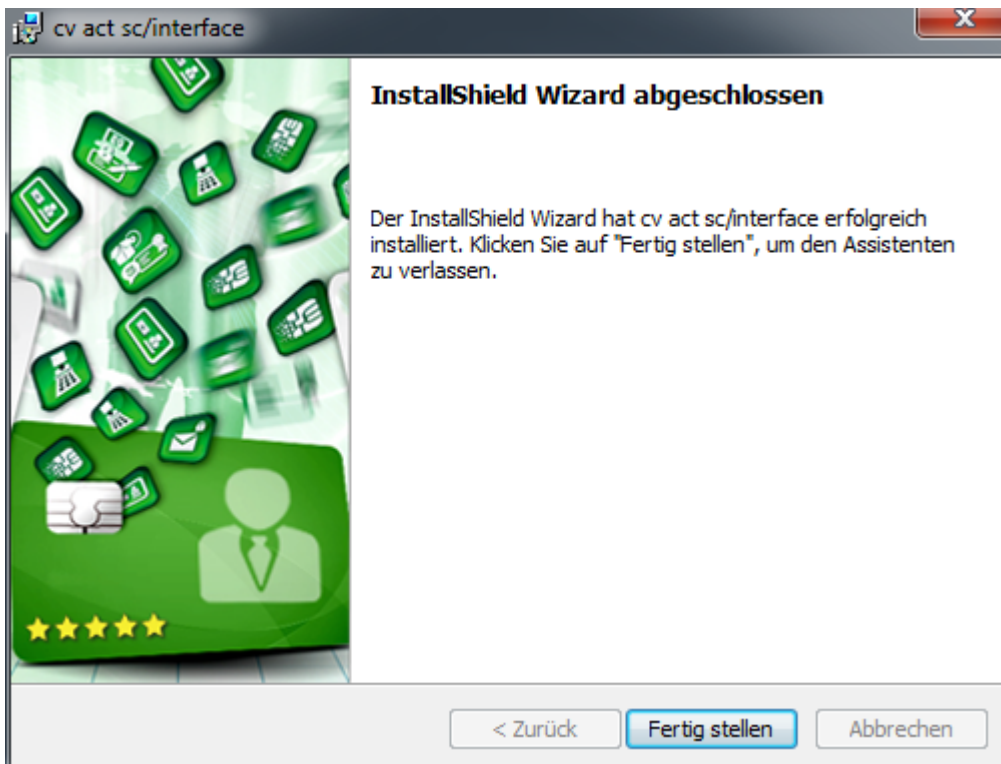 cv act sc/interface
InstallShield Wizard abgeschlossen
Der InstallShield Wizard hat cv act sc/interface erfolgreich
installiert. Klicken Sie auf "Fertig stellen", um den Assistenten
zu verlassen.
< Zurück
Fertig stellen
Abbrechen